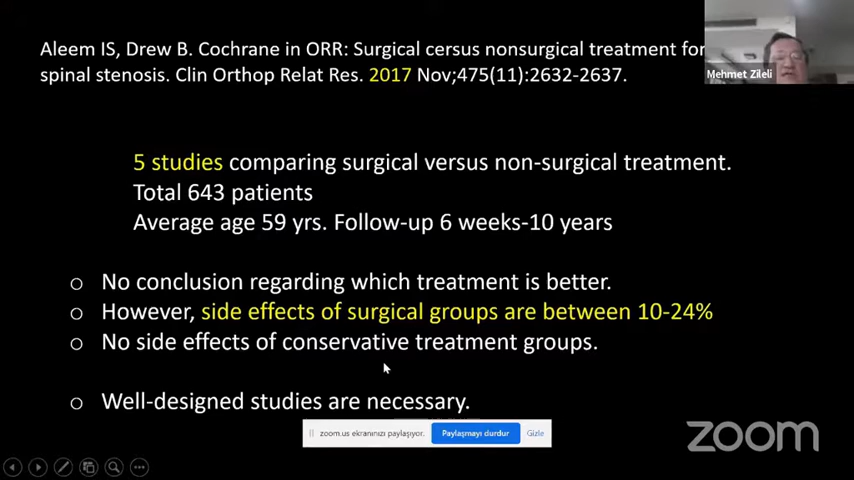 Aleem IS, Drew B. Cochrane in ORR: Surgical cersus nonsurgical treatment for
spinal stenosis. Clin Orthop Relat Res. 2017 Nov;475(11):2632-2637.
Mehmet Zileli
5 studies comparing surgical versus non-surgical treatment.
Total 643 patients
Average age 59 yrs. Follow-up 6 weeks-10 years
o No conclusion regarding which treatment is better.
o However, side effects of surgical groups are between 10-24%
o No side effects of conservative treatment groups.
o Well-designed studies are necessary.
zoom.us ekranınızı paylaşıyor. Paylaşmayı durdur Gizle
zoom